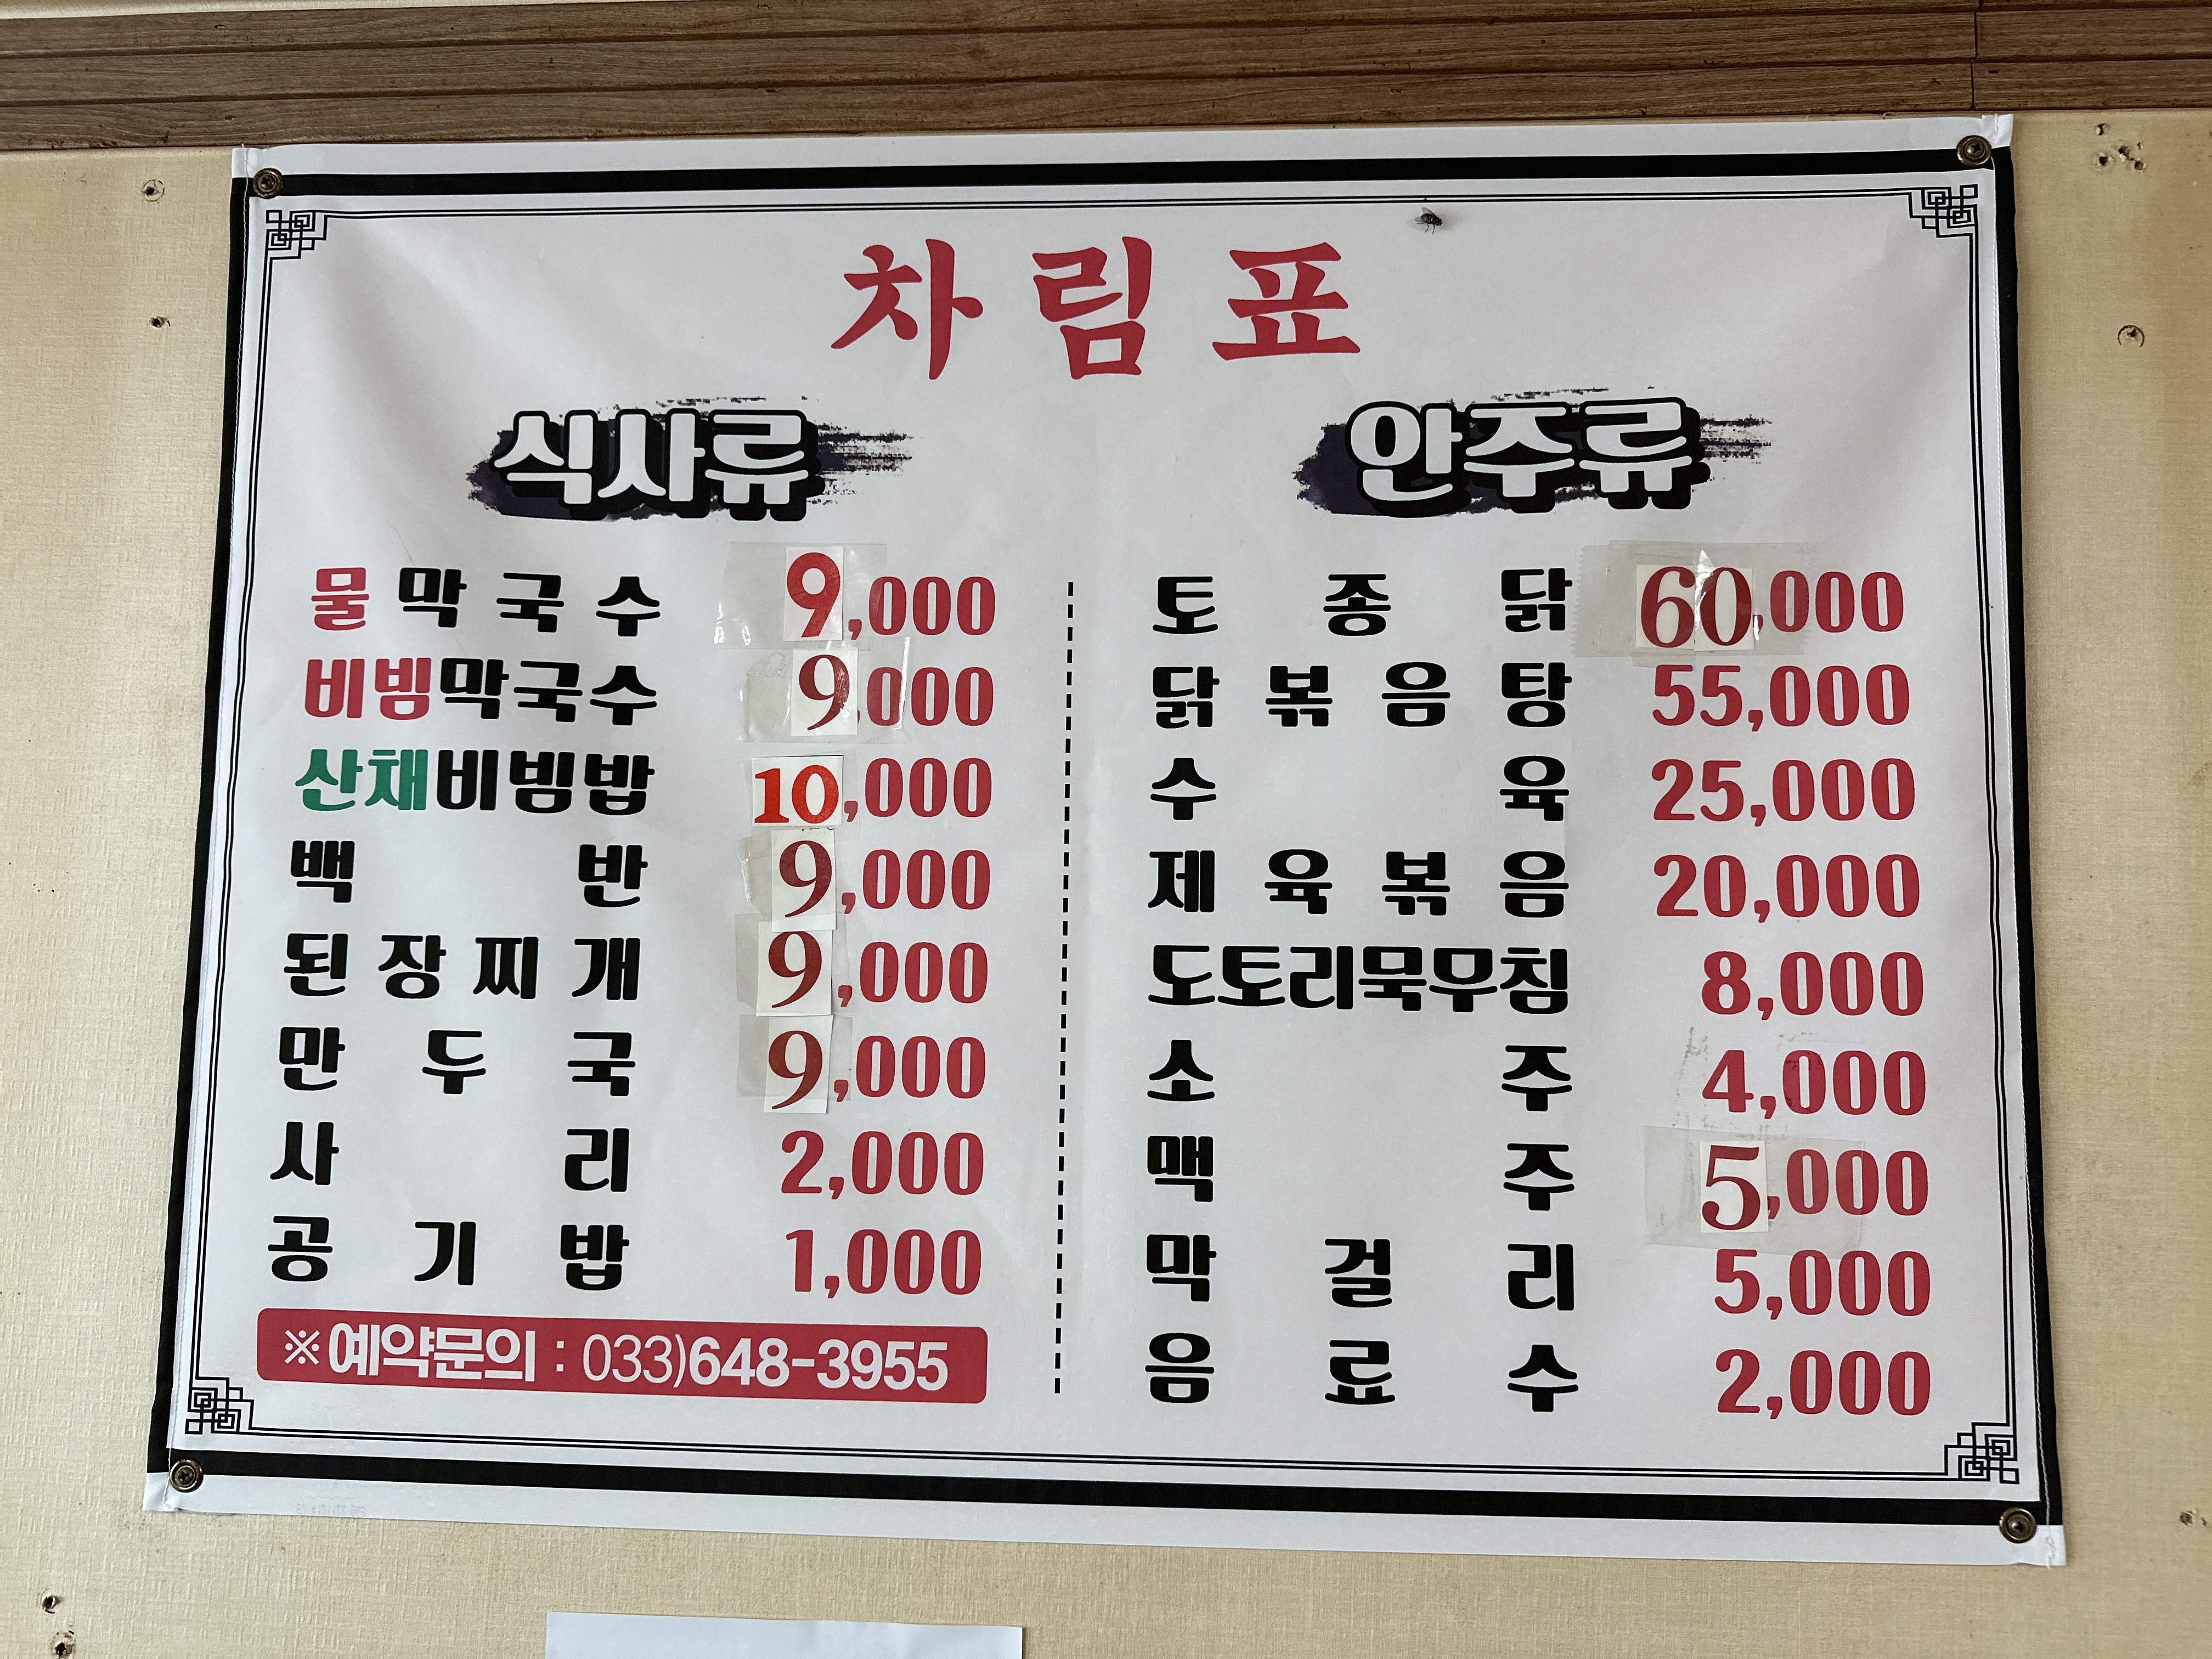 차림표
식사류
물막국수 9,000
비빔막국수 9,000
산채비빔밥 10,000
백반 9,000
된장찌개 9,000
만두국 9,000
사리 2,000
공기밥 1,000
※예약문의 : 033)648-3955
안주류
토종닭 60,000
닭볶음탕 55,000
수육 25,000
제육볶음 20,000
도토리묵무침 8,000
소주 4,000
맥주 5,000
막걸리 5,000
음료수 2,000